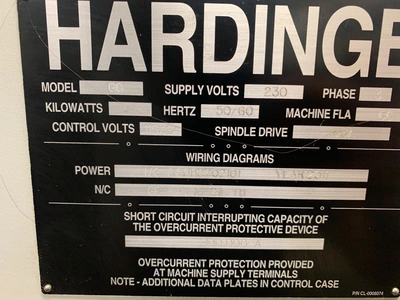 HARDINGE
MODEL SUPPLY VOLTS 230 PHASE
KILOWATTS HERTZ 50/60 MACHINE FLA
CONTROL VOLTS SPINDLE DRIVE
WIRING DIAGRAMS
POWER
N/C
SHORT CIRCUIT INTERRUPTING CAPACITY OF
THE OVERCURRENT PROTECTIVE DEVICE
OVERCURRENT PROTECTION PROVIDED
AT MACHINE SUPPLY TERMINALS
NOTE - ADDITIONAL DATA PLATES IN CONTROL CASE
P/N CL-0008074